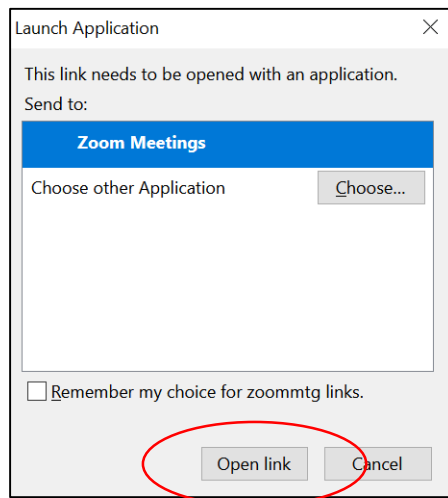 Launch Application
This link needs to be opened with an application.
Send to:
Zoom Meetings
Choose other Application
Choose...
Remember my choice for zoommtg links.
Open link
Cancel